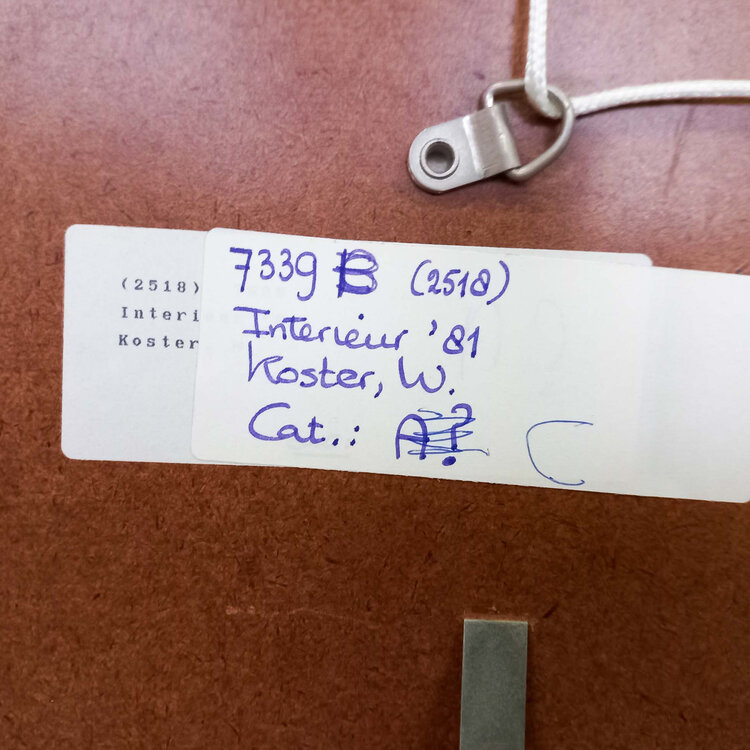 (2518)
Interi
Koster
7339 B (2518)
Interieur '81
Koster, W.
Cat.: A? C